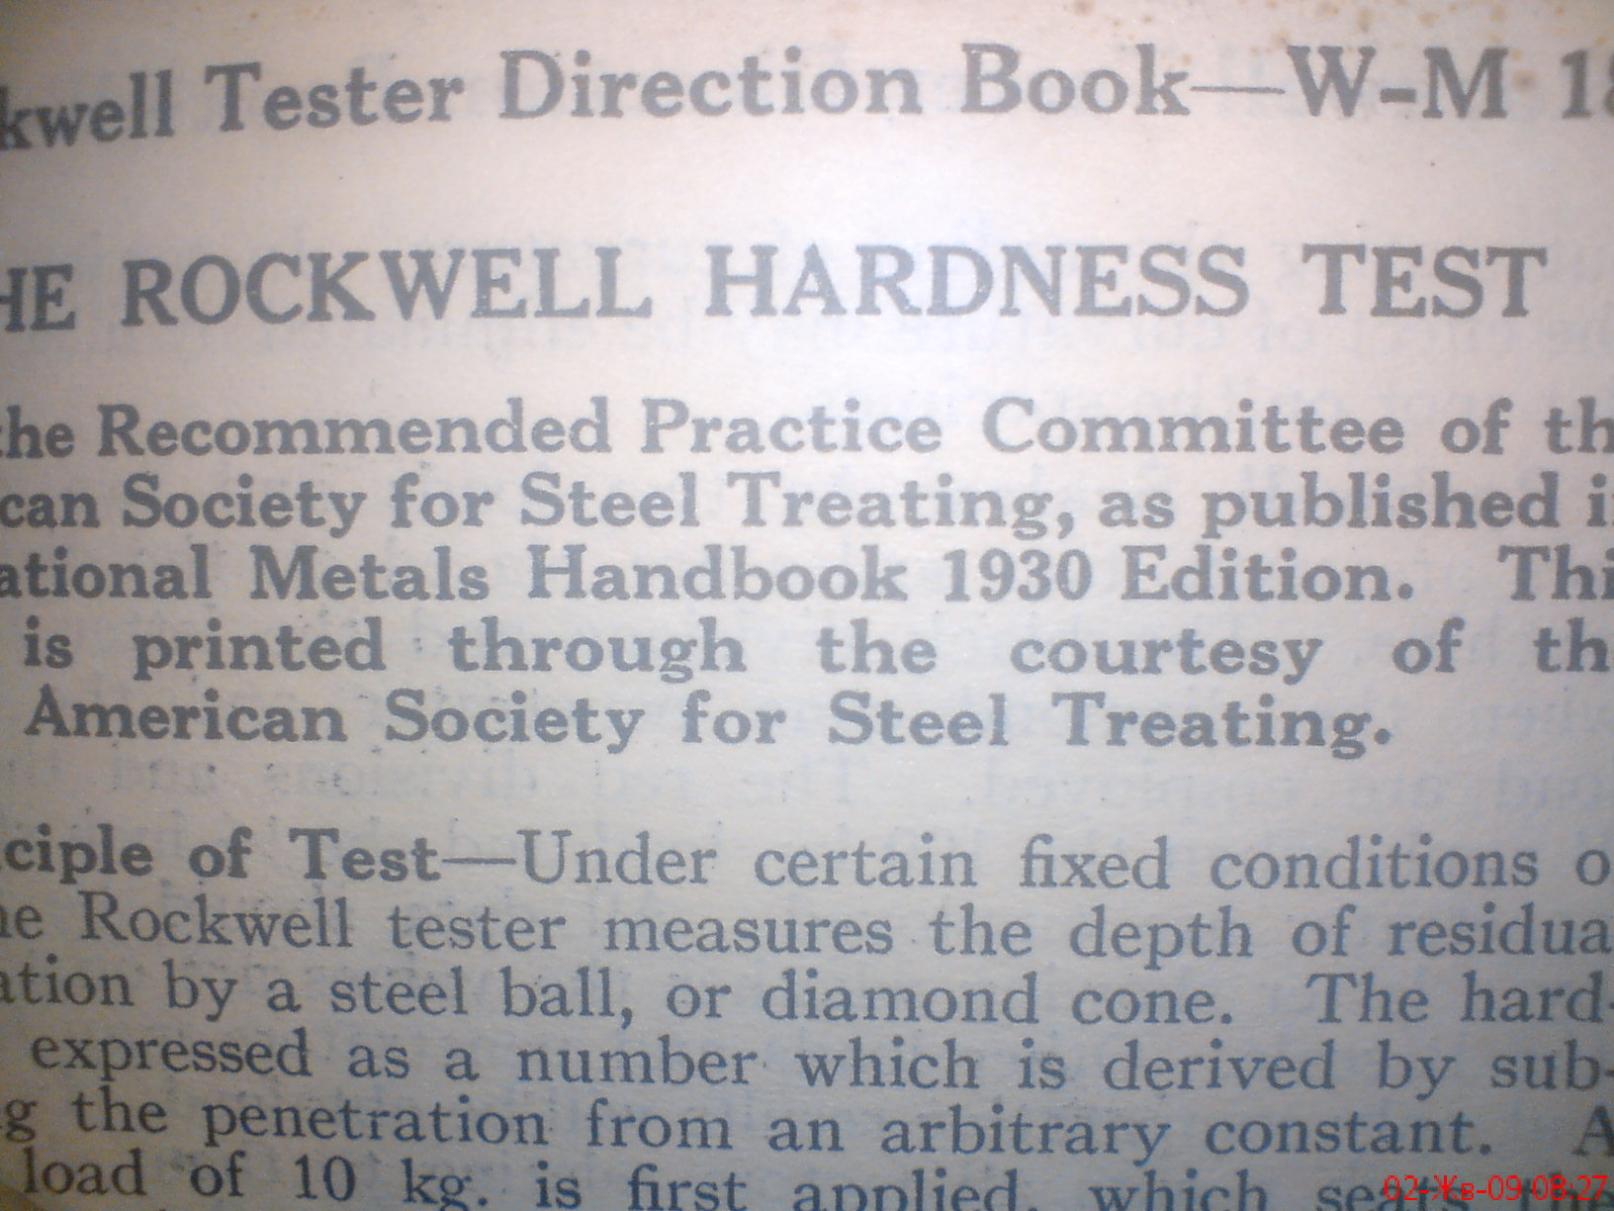 kwell Tester Direction Book—W-M 18
HE ROCKWELL HARDNESS TEST
the Recommended Practice Committee of th
can Society for Steel Treating, as published i
ational Metals Handbook 1930 Edition. Thi
is printed through the courtesy of th
American Society for Steel Treating.
ciple of Test—Under certain fixed conditions o
he Rockwell tester measures the depth of residua
ation by a steel ball, or diamond cone. The hard-
expressed as a number which is derived by sub-
g the penetration from an arbitrary constant. A
load of 10 kg. is first applied, which seats the
02-Жв-09 08:27